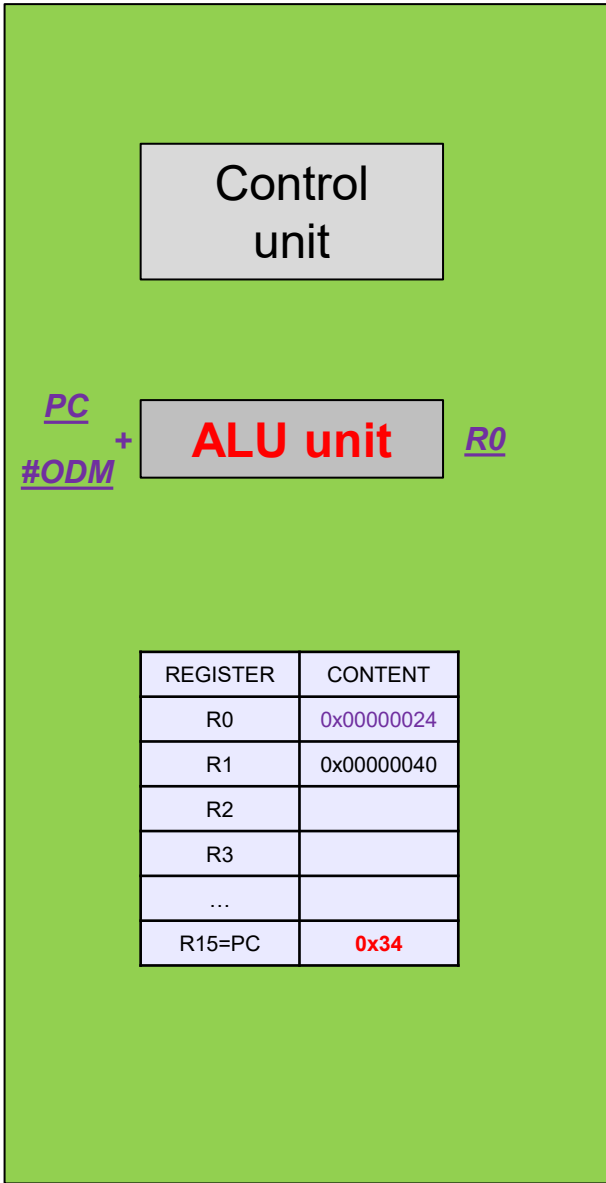 Control
unit
PC
+
#ODM
ALU unit
R0
REGISTER CONTENT
R0 0x00000024
R1 0x00000040
R2
R3
…
R15=PC 0x34